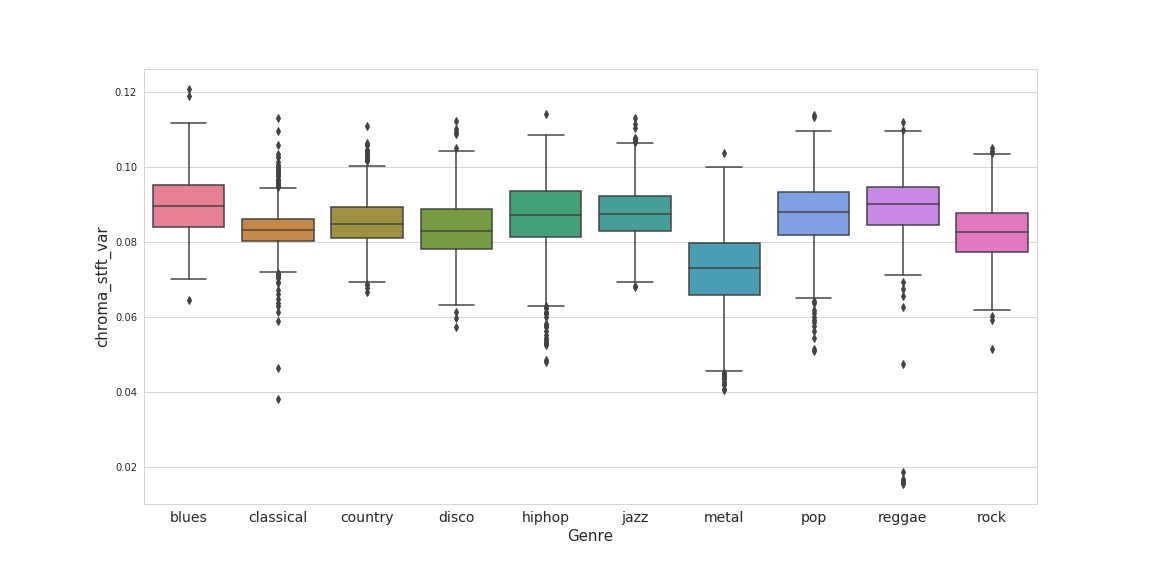 0.12
0.10
0.08
0.06
0.04
0.02
chroma_stft_var
blues classical country disco hiphop jazz metal pop reggae rock
Genre